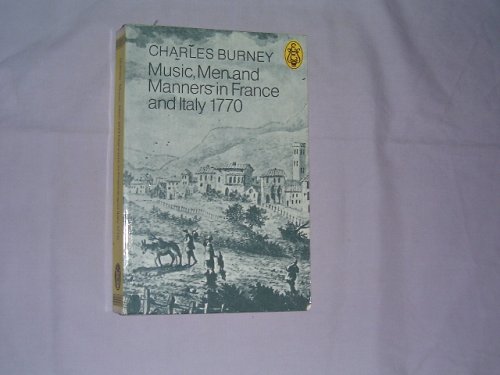 CHARLES BURNEY
Music, Men and
Manners in France
and Italy 1770